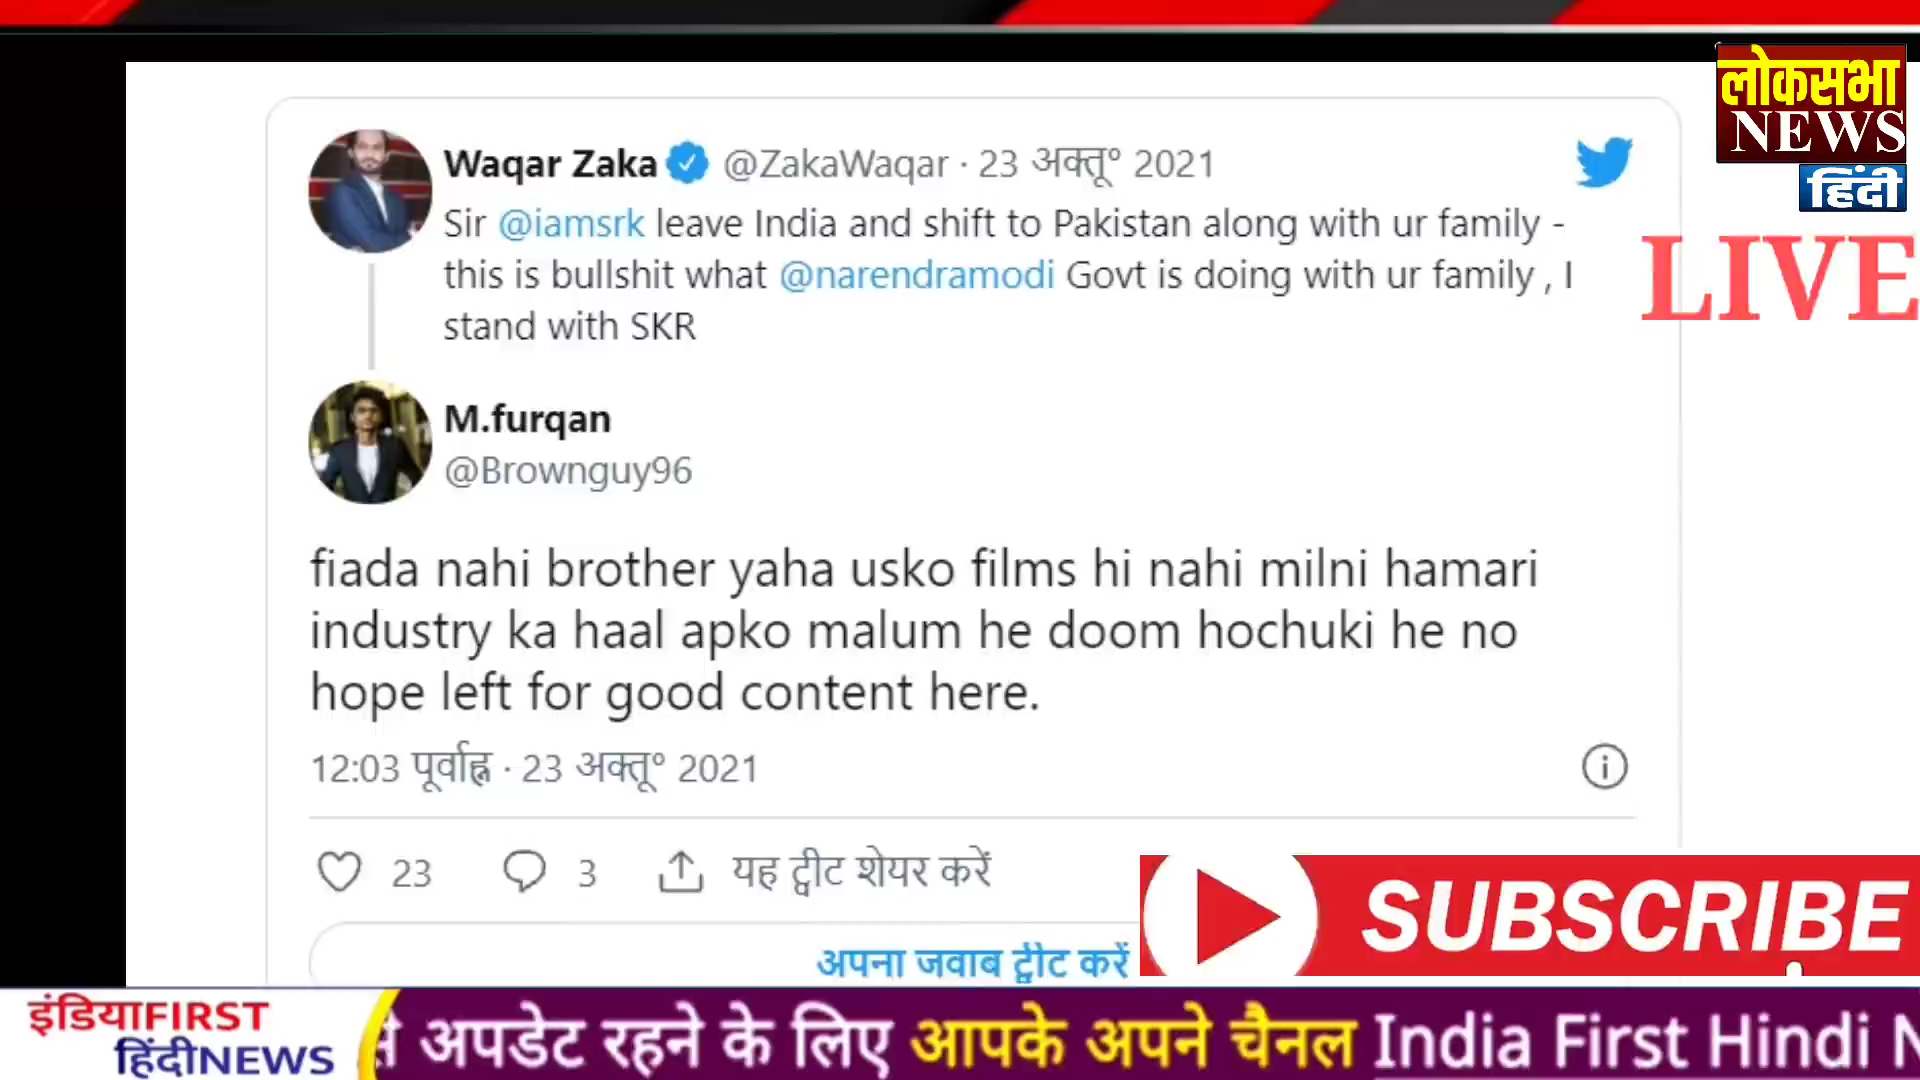 लोकसभा
NEWS
हिंदी
LIVE
Waqar Zaka @ZakaWaqar · 23 अक्तू॰ 2021
Sir @iamsrk leave India and shift to Pakistan along with ur family -
this is bullshit what @narendramodi Govt is doing with ur family , I
stand with SKR
M.furqan
@Brownguy96
fiada nahi brother yaha usko films hi nahi milni hamari
industry ka haal apko malum he doom hochuki he no
hope left for good content here.
12:03 पूर्वाह्न · 23 अक्तू॰ 2021
23 3 यह ट्वीट शेयर करें
अपना जवाब ट्वीट करें
SUBSCRIBE
इंडियाFIRST
हिंदीNEWS
से अपडेट रहने के लिए आपके अपने चैनल India First Hindi